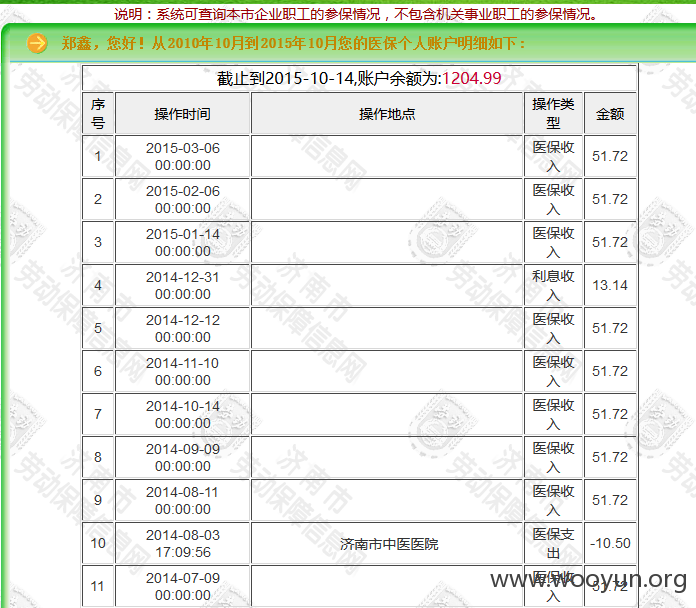 说明：系统可查询本市企业职工的参保情况，不包含机关事业职工的参保情况。
郑鑫，您好！从2010年10月到2015年10月您的医保个人账户明细如下：
截止到2015-10-14,账户余额为:1204.99
序号 操作时间 操作地点 操作类型 金额
1 2015-03-06 00:00:00 医保收入 51.72
2 2015-02-06 00:00:00 医保收入 51.72
3 2015-01-14 00:00:00 医保收入 51.72
4 2014-12-31 00:00:00 利息收入 13.14
5 2014-12-12 00:00:00 医保收入 51.72
6 2014-11-10 00:00:00 医保收入 51.72
7 2014-10-14 00:00:00 医保收入 51.72
8 2014-09-09 00:00:00 医保收入 51.72
9 2014-08-11 00:00:00 医保收入 51.72
10 2014-08-03 17:09:56 济南市中医医院 医保支出 -10.50
11 2014-07-09 00:00:00 医保收入 51.72
www.wooyun.org
济南市
劳动保障信息网